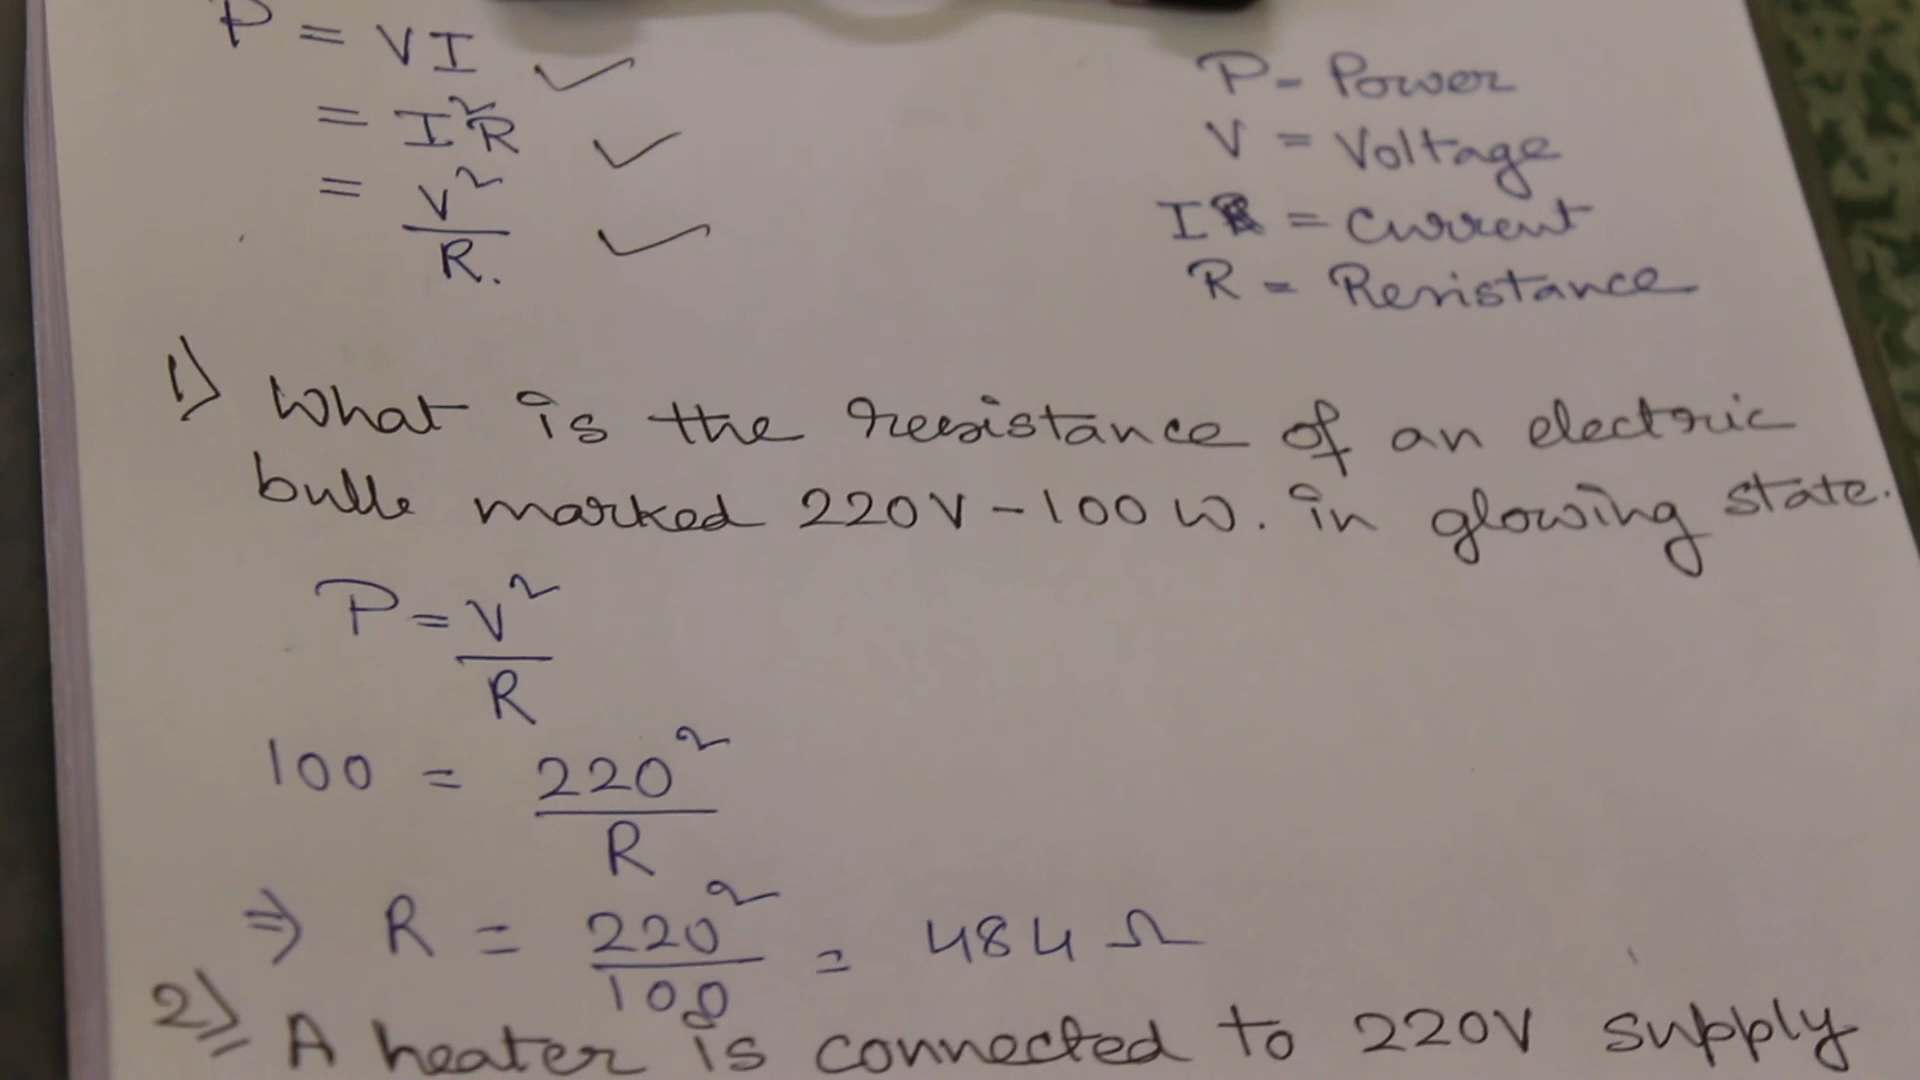 P = VI
= I²R
= V²/R.
P - Power
V = Voltage
I = Current
R = Resistance
1) What is the resistance of an electric
bulb marked 220V - 100 W. in glowing state.
P = V²/R
100 = 220²/R
⇒ R = 220²/100 = 484 Ω
2) A heater is connected to 220V supply